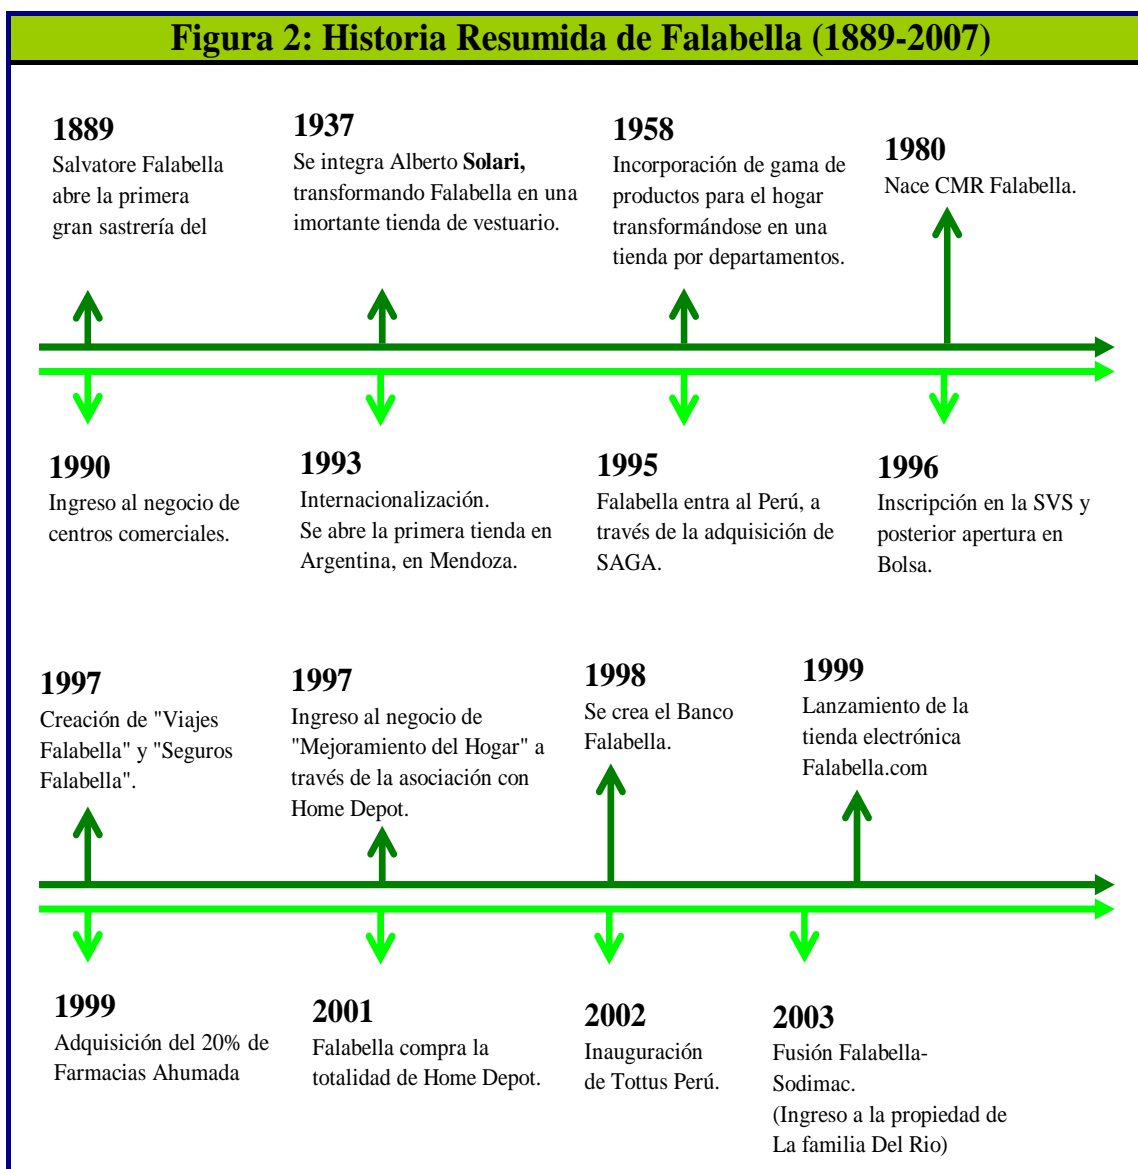 Figura 2: Historia Resumida de Falabella (1889-2007)
1889
Salvatore Falabella
abre la primera
gran sastrería del
1937
Se integra Alberto Solari,
transformando Falabella en una
imortante tienda de vestuario.
1958
Incorporación de gama de
productos para el hogar
transformándose en una
tienda por departamentos.
1980
Nace CMR Falabella.
1990
Ingreso al negocio de
centros comerciales.
1993
Internacionalización.
Se abre la primera tienda en
Argentina, en Mendoza.
1995
Falabella entra al Perú, a
través de la adquisición de
SAGA.
1996
Inscripción en la SVS y
posterior apertura en
Bolsa.
1997
Creación de "Viajes
Falabella" y "Seguros
Falabella".
1997
Ingreso al negocio de
"Mejoramiento del Hogar" a
través de la asociación con
Home Depot.
1998
Se crea el Banco
Falabella.
1999
Lanzamiento de la
tienda electrónica
Falabella.com
1999
Adquisición del 20% de
Farmacias Ahumada
2001
Falabella compra la
totalidad de Home Depot.
2002
Inauguración
de Tottus Perú.
2003
Fusión Falabella-
Sodimac.
(Ingreso a la propiedad de
La familia Del Rio)